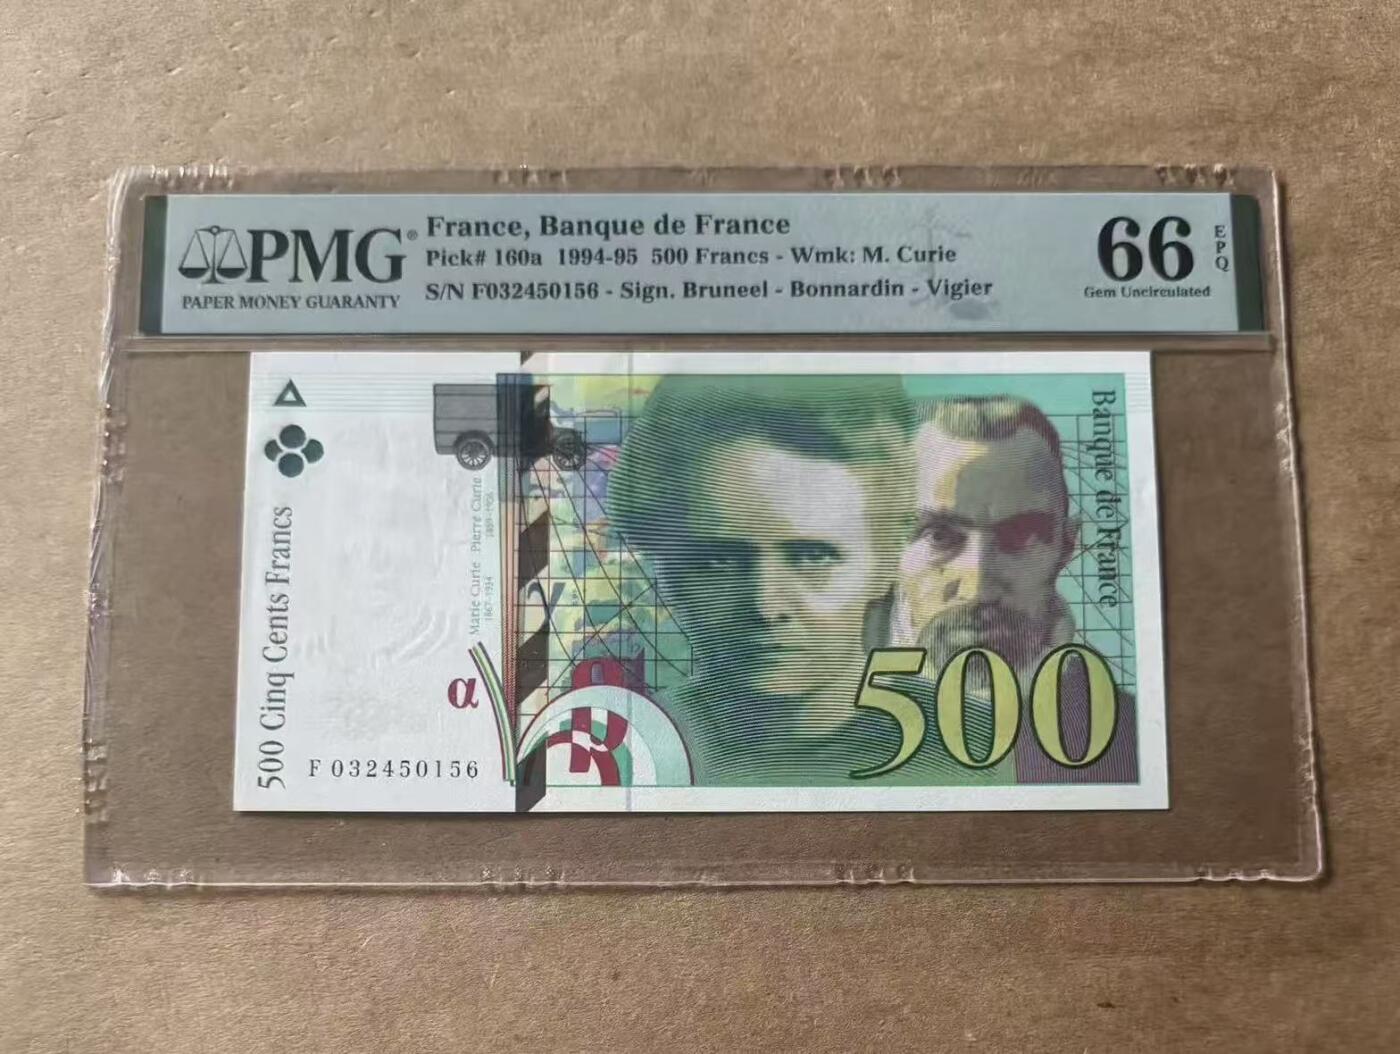 PMG®
PAPER MONEY GUARANTY
France, Banque de France
Pick# 160a 1994-95 500 Francs - Wmk: M. Curie
S/N F032450156 - Sign. Bruneel - Bonnardin - Vigier
66
EPQ
Gem Uncirculated
500 Cinq Cents Francs
Marie Curie Pierre Curie
1867-1934
α
F 032450156
Banque de France
500